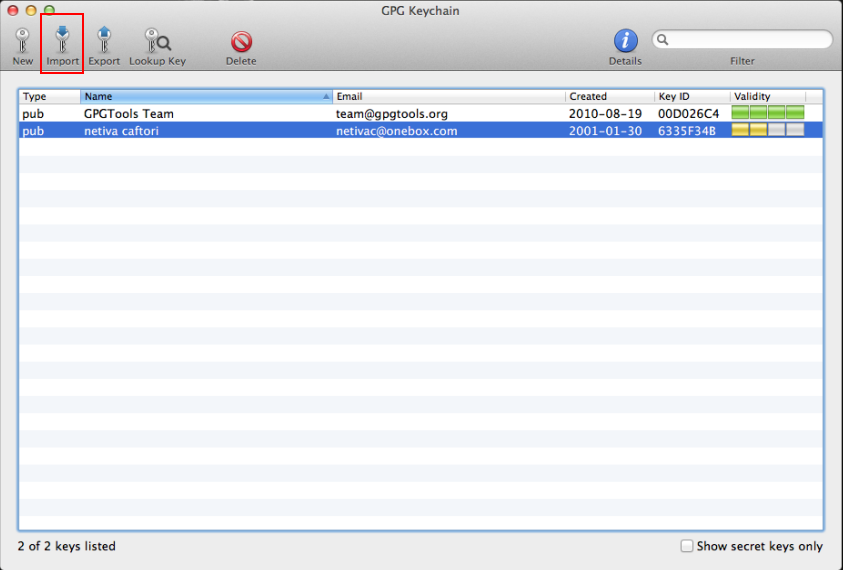 GPG Keychain
New Import Export Lookup Key Delete Details Filter
Type Name Email Created Key ID Validity
pub GPGTools Team team@gpgtools.org 2010-08-19 00D026C4
pub netiva caftori netivac@onebox.com 2001-01-30 6335F34B
2 of 2 keys listed Show secret keys only